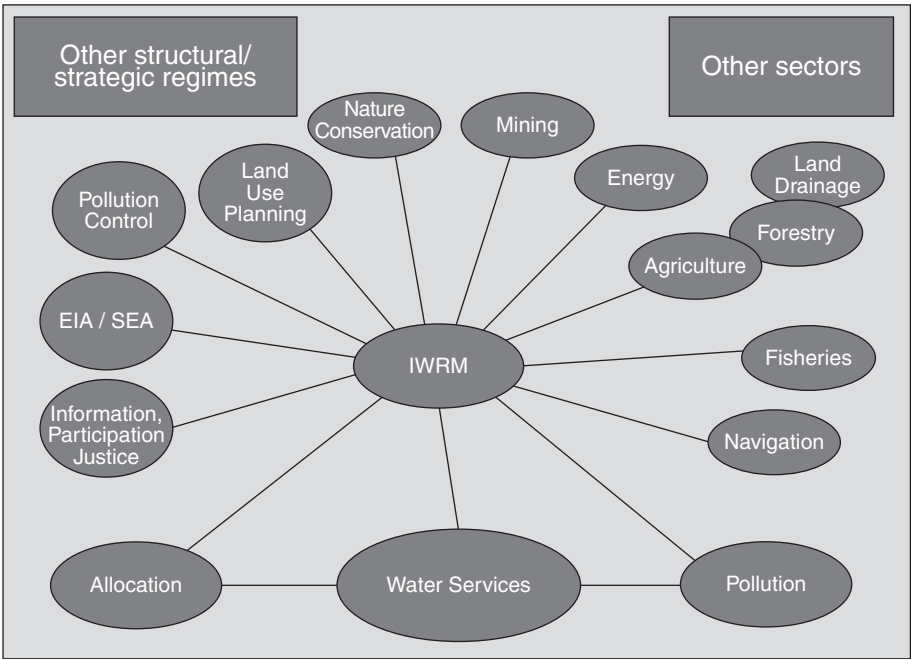 Other structural/
strategic regimes
Other sectors
Nature
Conservation
Mining
Land
Use
Planning
Energy
Land
Drainage
Pollution
Control
Forestry
Agriculture
EIA / SEA
IWRM
Fisheries
Information,
Participation
Justice
Navigation
Allocation
Water Services
Pollution